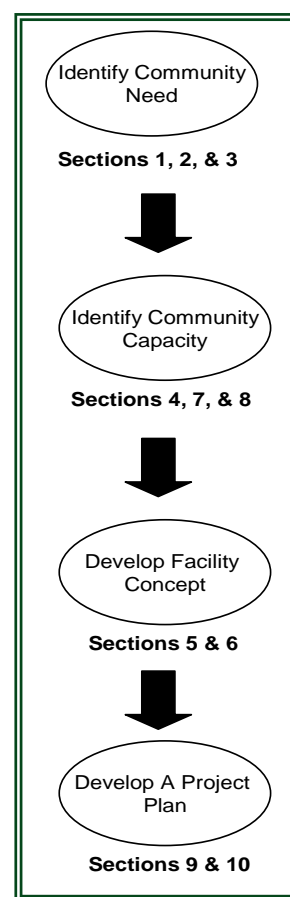 Identify Community
Need
Sections 1, 2, & 3
Identify Community
Capacity
Sections 4, 7, & 8
Develop Facility
Concept
Sections 5 & 6
Develop A Project
Plan
Sections 9 & 10